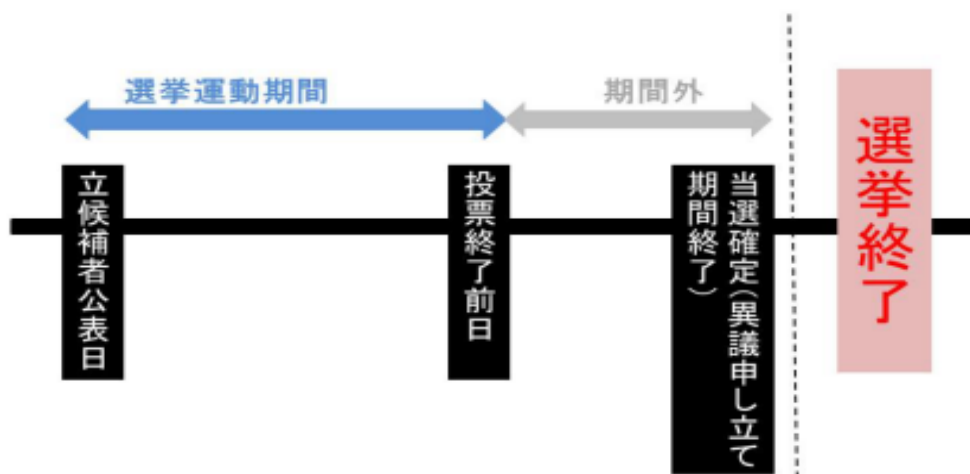 選挙運動期間
期間外
立候補者公表日
投票終了前日
当選確定(異議申し立て
期間終了)
選挙終了